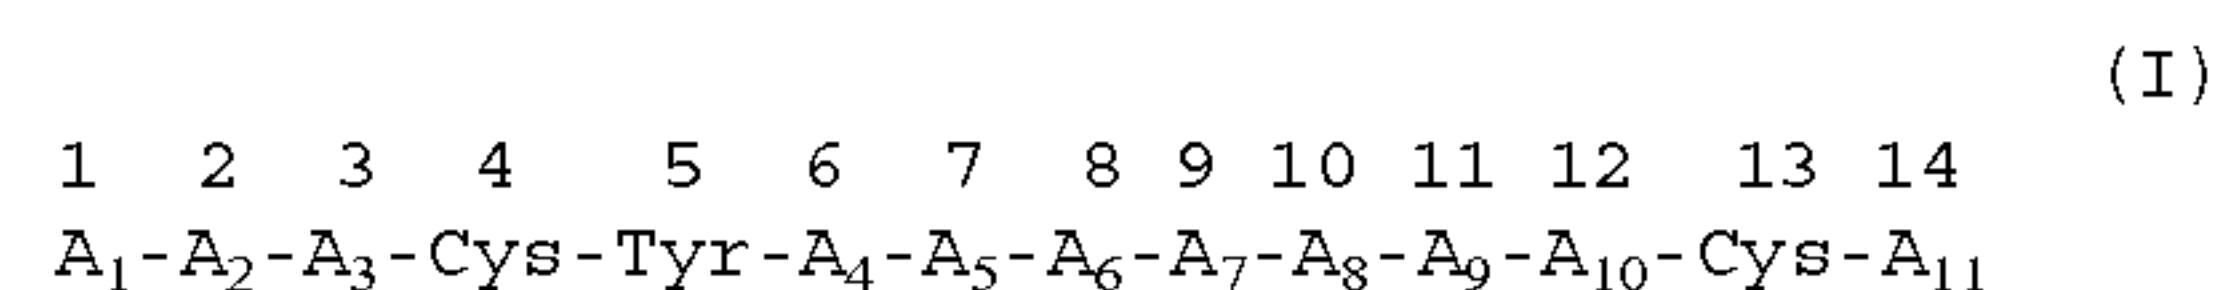 (I)
1 2 3 4 5 6 7 8 9 10 11 12 13 14
A₁-A₂-A₃-Cys-Tyr-A₄-A₅-A₆-A₇-A₈-A₉-A₁₀-Cys-A₁₁